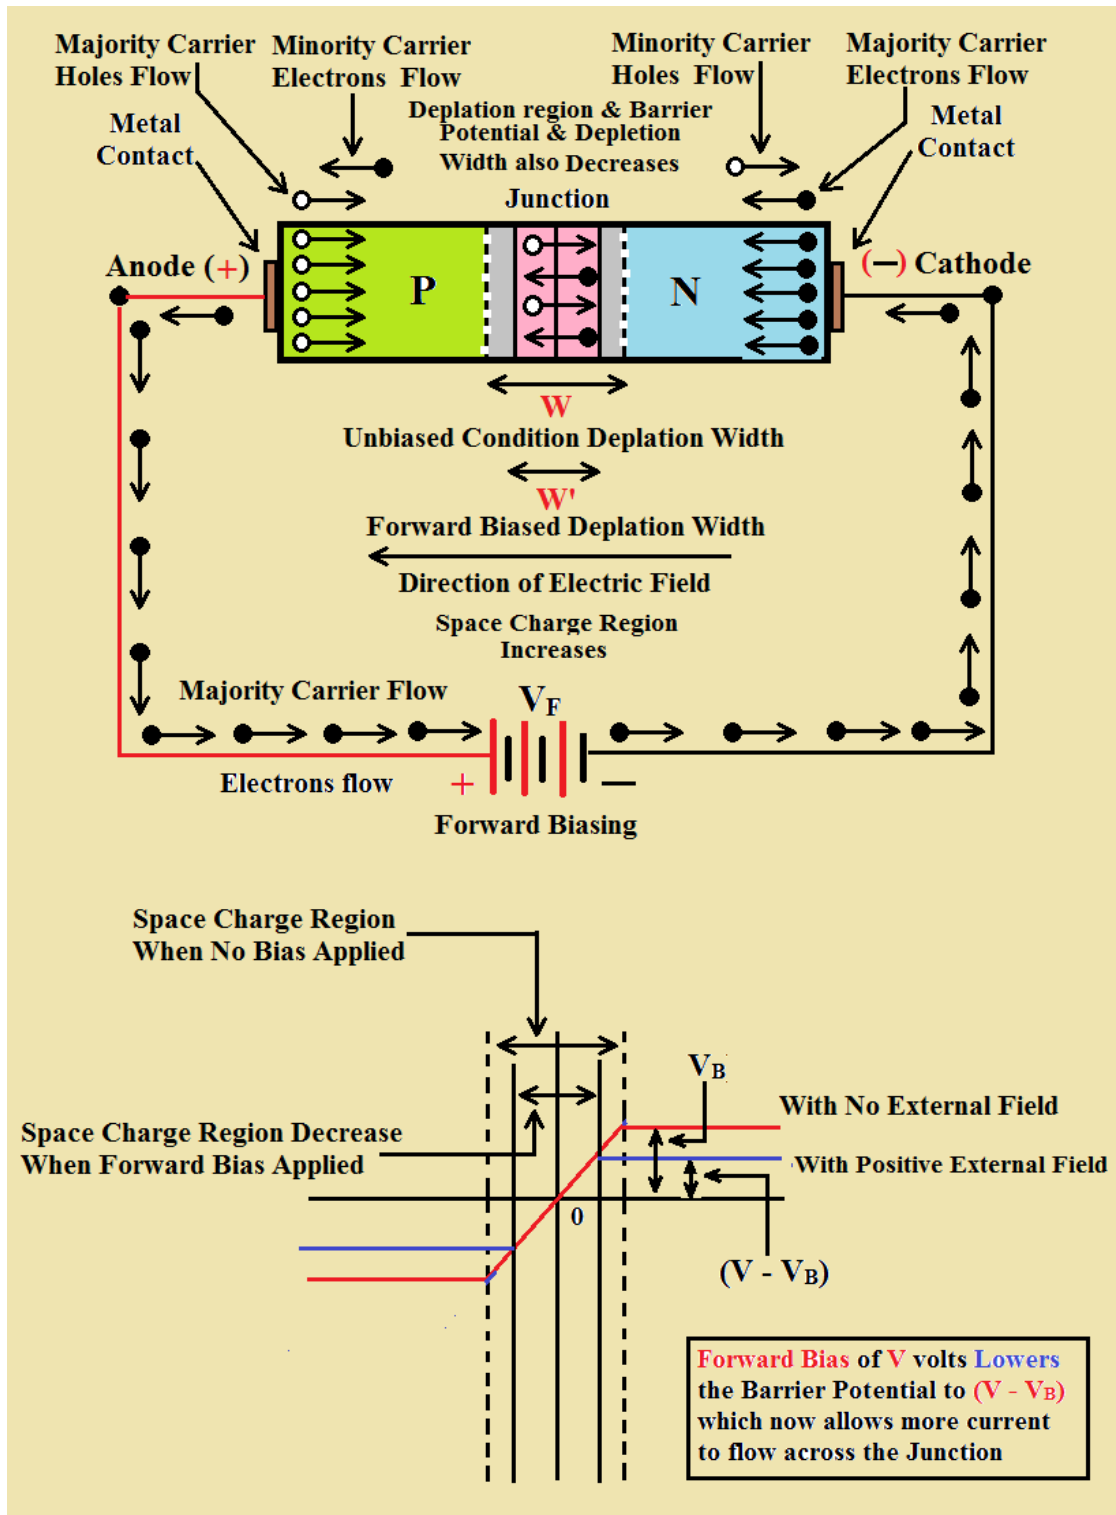 Majority Carrier
Holes Flow
Minority Carrier
Electrons Flow
Minority Carrier
Holes Flow
Majority Carrier
Electrons Flow
Metal
Contact
Deplation region & Barrier
Potential & Depletion
Width also Decreases
Metal
Contact
Junction
Anode (+)
P
N
(−) Cathode
W
Unbiased Condition Deplation Width
W'
Forward Biased Deplation Width
Direction of Electric Field
Space Charge Region
Increases
Majority Carrier Flow
VF
Electrons flow
+
−
Forward Biasing
Space Charge Region
When No Bias Applied
VB
With No External Field
Space Charge Region Decrease
When Forward Bias Applied
With Positive External Field
0
(V - VB)
Forward Bias of V volts Lowers
the Barrier Potential to (V - VB)
which now allows more current
to flow across the Junction